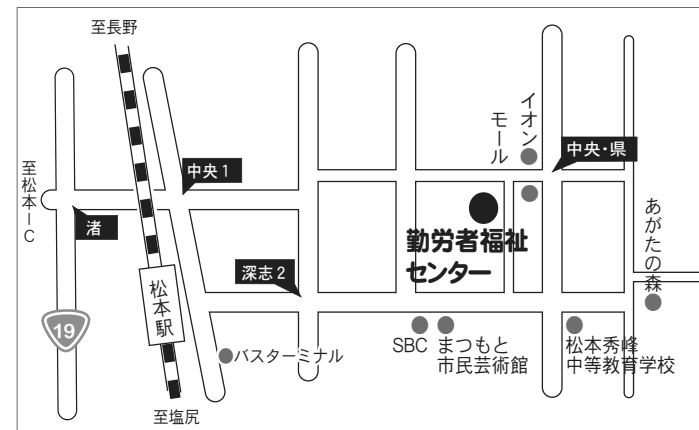 至長野
イオン
モール
中央・県
中央1
至松本IC
渚
あがたの森
勤労者福祉
センター
深志2
松本駅
19
バスターミナル
SBC
まつもと
市民芸術館
松本秀峰
中等教育学校
至塩尻